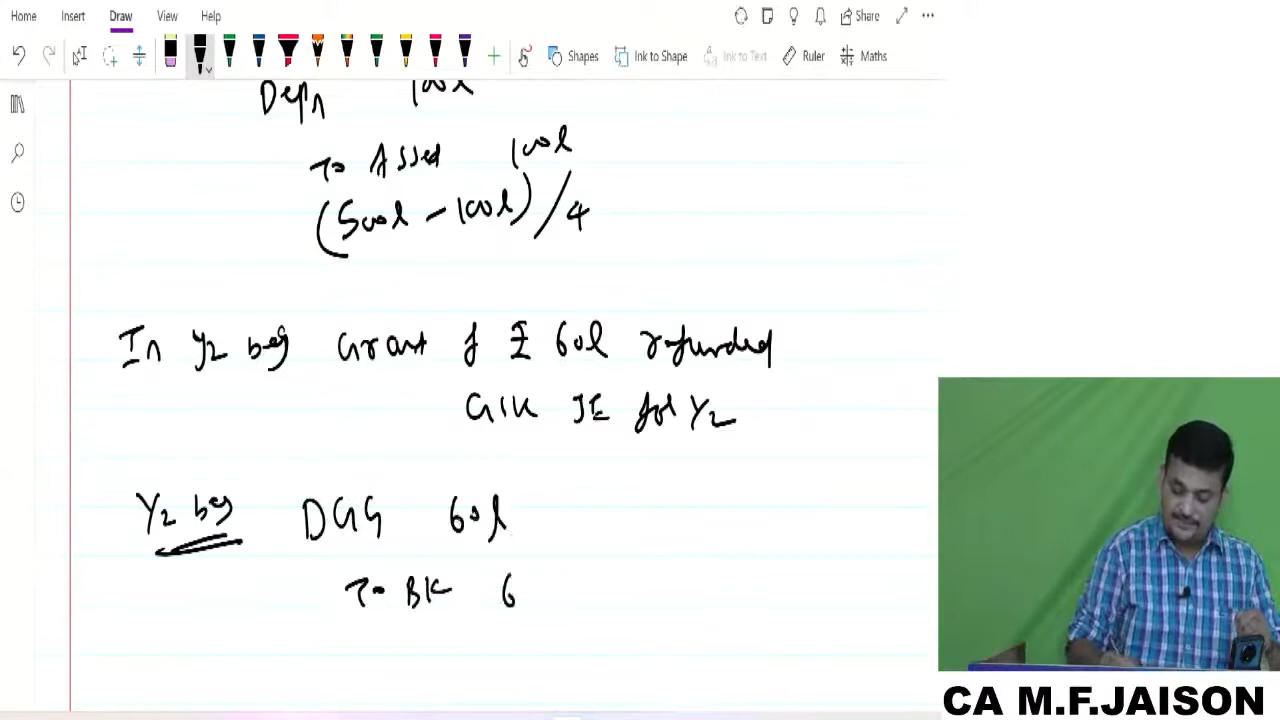 Home Insert Draw View Help Share
Shapes Ink to Shape Ink to Text Ruler Maths
Depn 100l
To Asset 100l
(500l - 100l) / 4
In Y2 beg Grant of ₹ 60l refunded
GIK JE for Y2
Y2 beg DGG 60l
To BK 6
CA M.F.JAISON